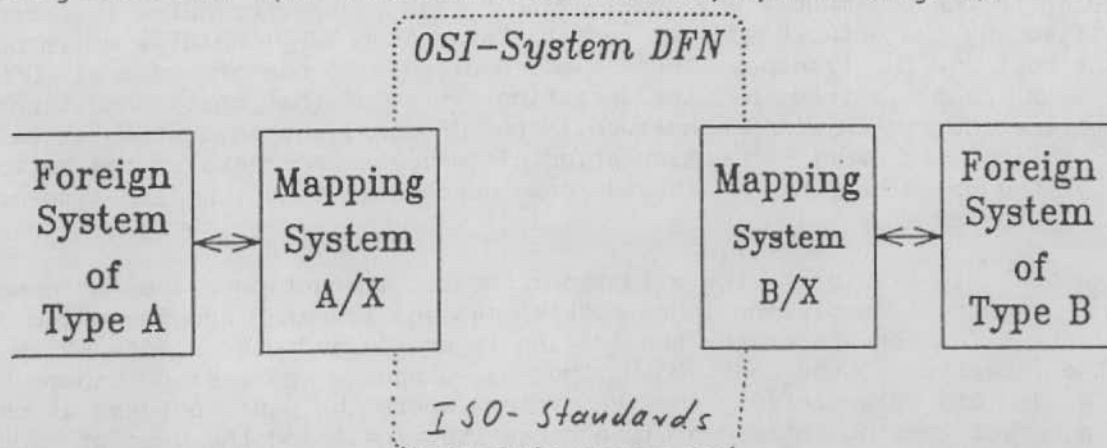 OSI-System DFN
Foreign
System
of
Type A
Mapping
System
A/X
Mapping
System
B/X
Foreign
System
of
Type B
ISO-Standards